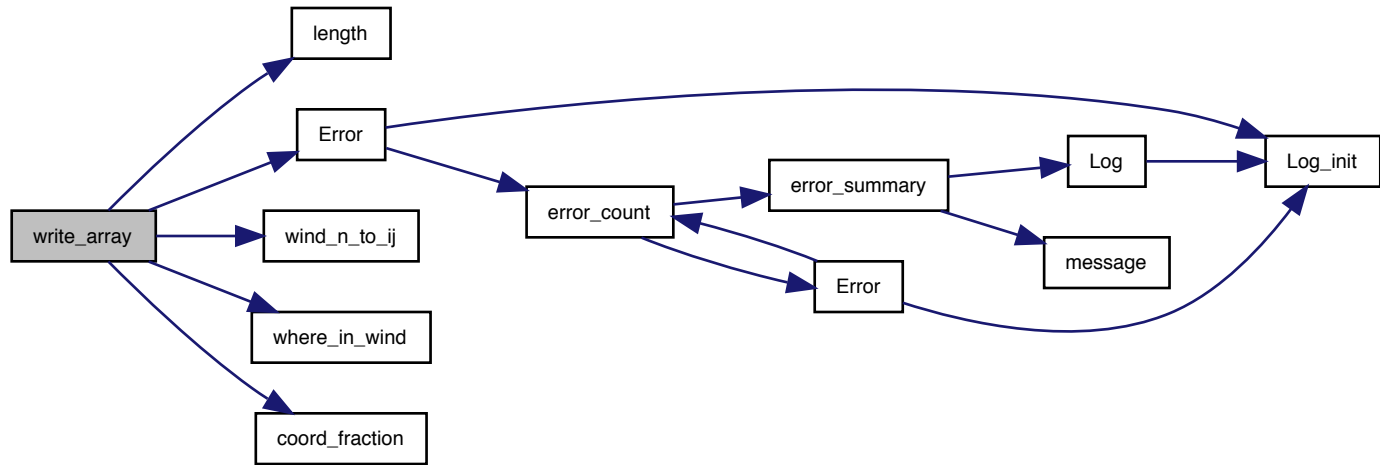 length
Error
Log_init
Log
error_summary
error_count
write_array
wind_n_to_ij
message
Error
where_in_wind
coord_fraction